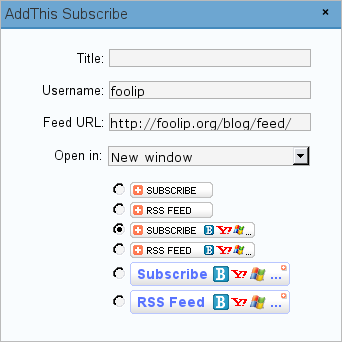 AddThis Subscribe ×
Title:
Username: foolip
Feed URL: http://foolip.org/blog/feed/
Open in: New window
SUBSCRIBE
RSS FEED
SUBSCRIBE B Y! ...
RSS FEED B Y! ...
Subscribe B Y! ...
RSS Feed B Y! ...